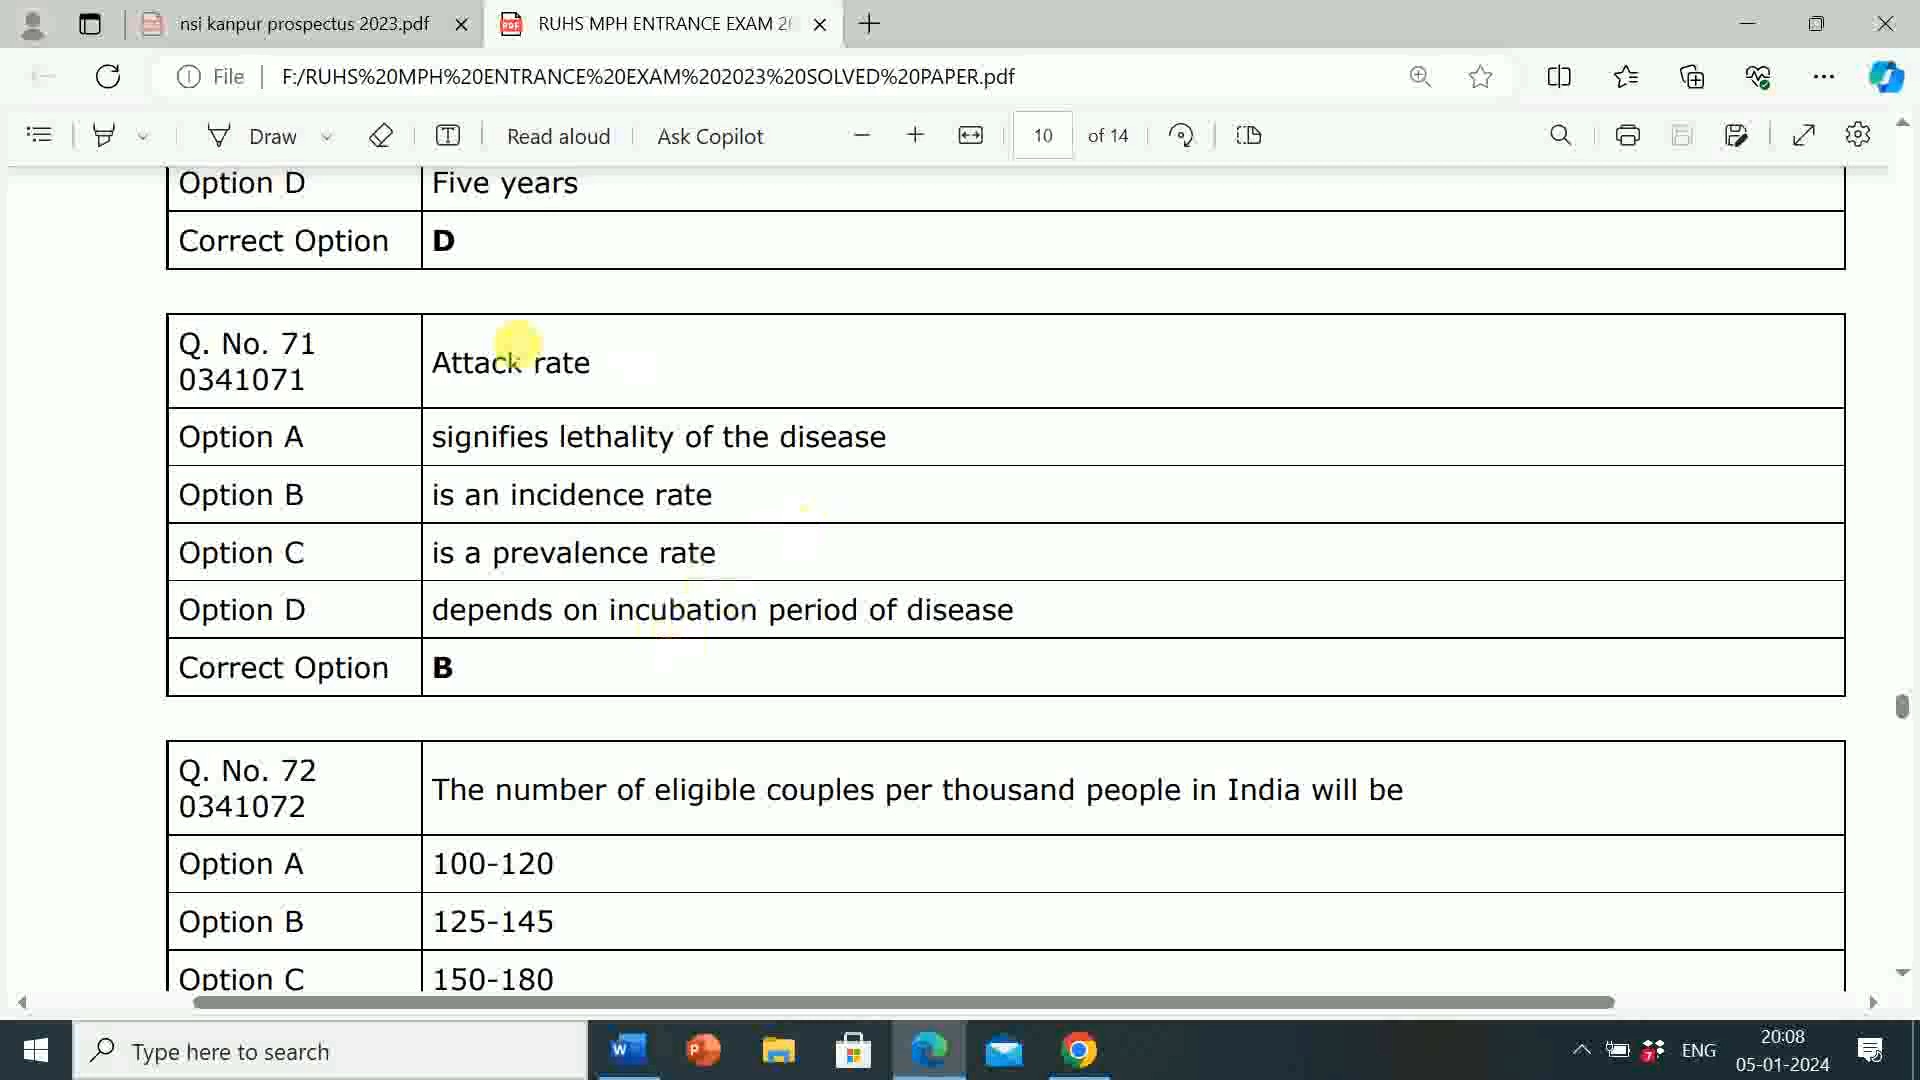 nsi kanpur prospectus 2023.pdf
RUHS MPH ENTRANCE EXAM 20
File
F:/RUHS%20MPH%20ENTRANCE%20EXAM%202023%20SOLVED%20PAPER.pdf
Draw
Read aloud
Ask Copilot
10 of 14
Option D Five years
Correct Option D
Q. No. 71
0341071
Attack rate
Option A signifies lethality of the disease
Option B is an incidence rate
Option C is a prevalence rate
Option D depends on incubation period of disease
Correct Option B
Q. No. 72
0341072
The number of eligible couples per thousand people in India will be
Option A 100-120
Option B 125-145
Option C 150-180
Type here to search
ENG
20:08
05-01-2024